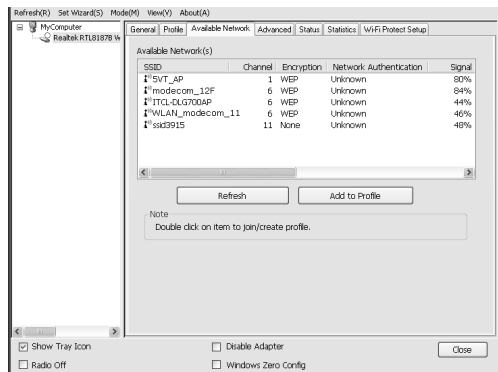 Refresh(R) Set Wizard(S) Mode(M) View(V) About(A)
MyComputer
Realtek RTL8187B
General Profile Available Network Advanced Status Statistics Wi-Fi Protect Setup
Available Network(s)
SSID Channel Encryption Network Authentication Signal
5VT_AP 1 WEP Unknown 80%
modecom_12F 6 WEP Unknown 84%
ITCL-DLG700AP 6 WEP Unknown 44%
WLAN_modecom_11 6 WEP Unknown 46%
ssid3915 11 None Unknown 48%
Refresh Add to Profile
Note
Double click on item to join/create profile.
Show Tray Icon Disable Adapter Close
Radio Off Windows Zero Config